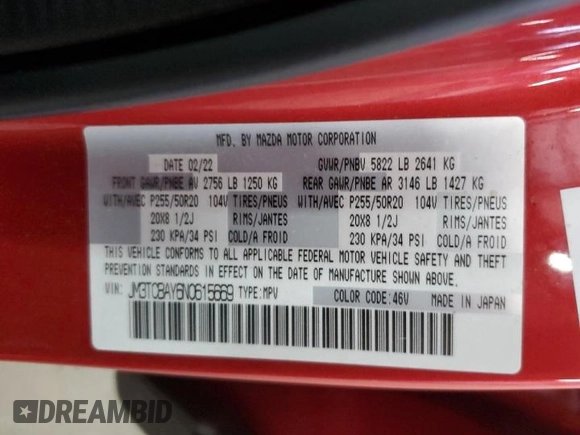 MFD. BY MAZDA MOTOR CORPORATION
DATE 02/22 GVWR/PNBV 5822 LB 2641 KG
FRONT GAWR/PNBE AV 2756 LB 1250 KG REAR GAWR/PNBE AR 3146 LB 1427 KG
WITH/AVEC P255/50R20 104V TIRES/PNEUS WITH/AVEC P255/50R20 104V TIRES/PNEUS
20X8 1/2J RIMS/JANTES 20X8 1/2J RIMS/JANTES
230 KPA/34 PSI COLD/A FROID 230 KPA/34 PSI COLD/A FROID
THIS VEHICLE CONFORMS TO ALL APPLICABLE FEDERAL MOTOR VEHICLE SAFETY AND THEFT
PREVENTION STANDARDS IN EFFECT ON THE DATE OF MANUFACTURE SHOWN ABOVE.
JM3TCBAY6N0615669 TYPE:MPV COLOR CODE:46V MADE IN JAPAN
DREAMBID